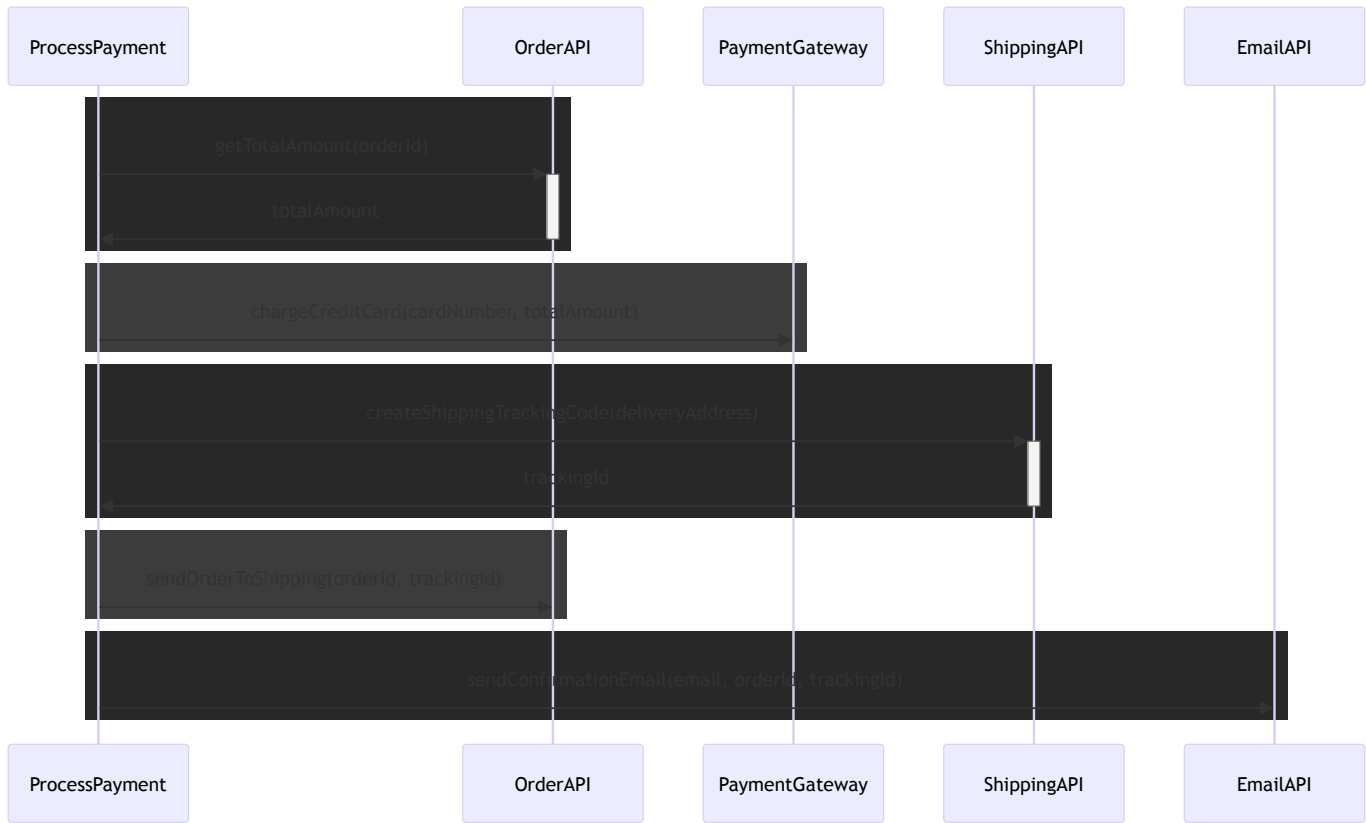 ProcessPayment
OrderAPI
PaymentGateway
ShippingAPI
EmailAPI
getTotalAmount(orderId)
totalAmount
chargeCreditCard(cardNumber, totalAmount)
createShippingTrackingCode(deliveryAddress)
trackingId
sendOrderToShipping(orderId, trackingId)
sendConfirmationEmail(email, orderId, trackingId)
ProcessPayment
OrderAPI
PaymentGateway
ShippingAPI
EmailAPI